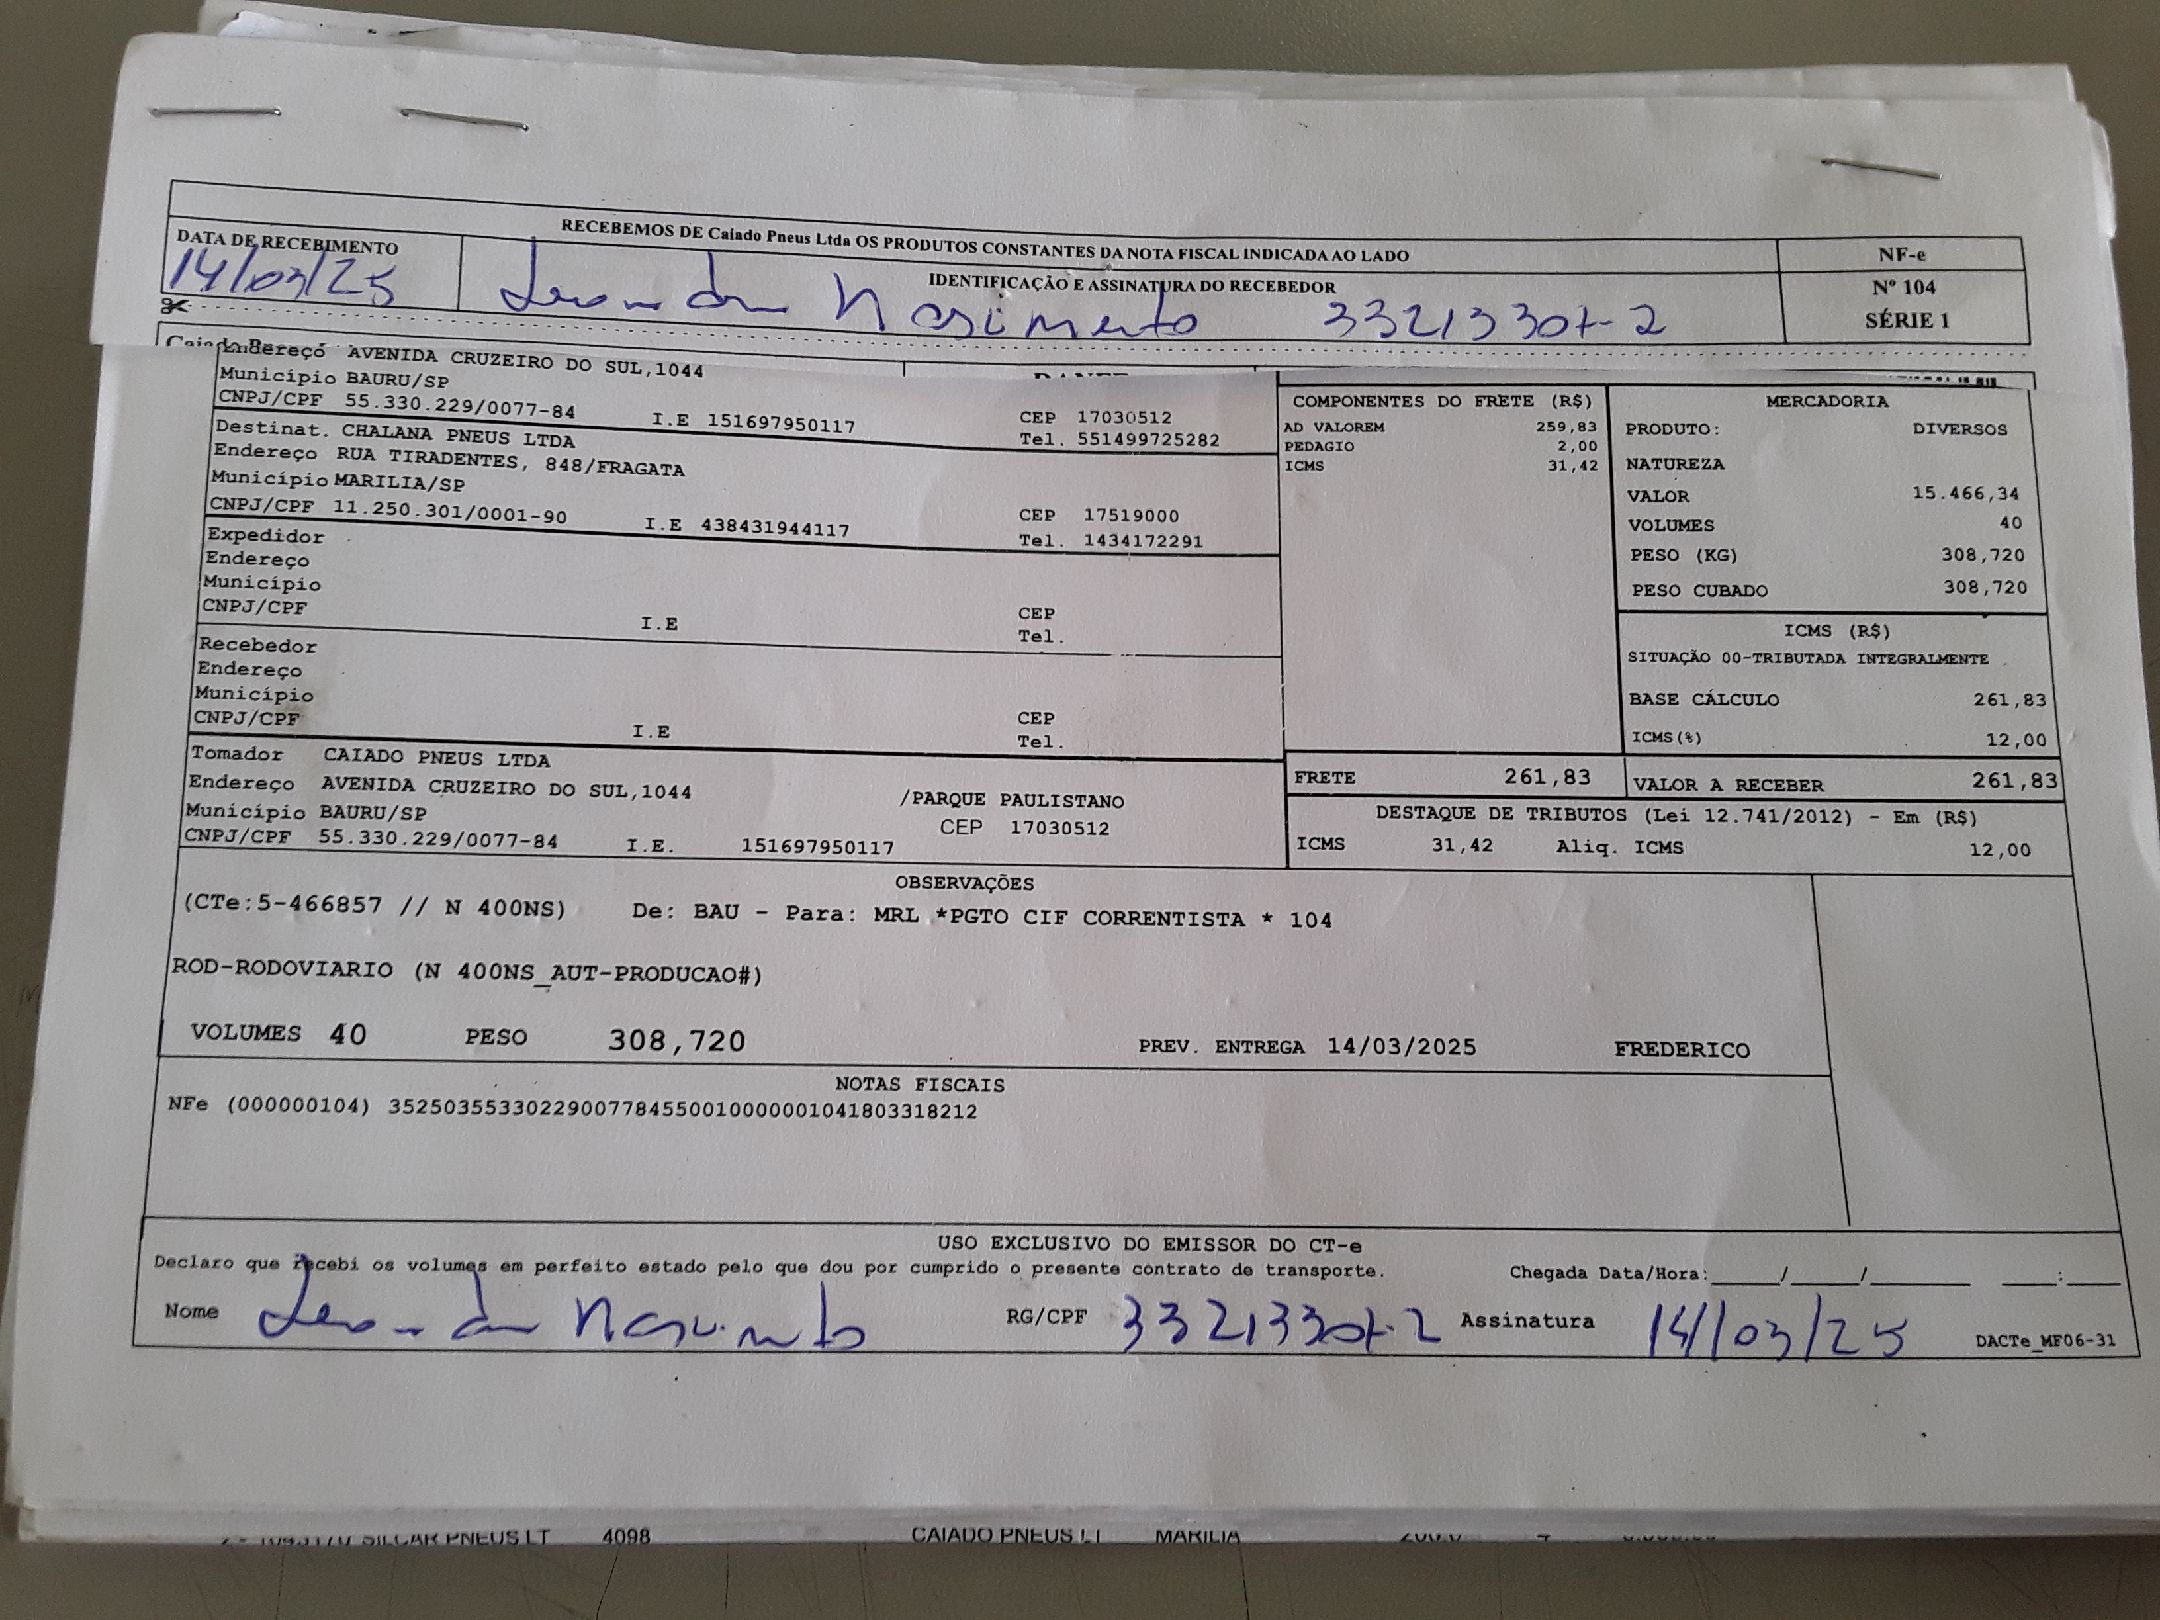 RECEBEMOS DE Caiado Pneus Ltda OS PRODUTOS CONSTANTES DA NOTA FISCAL INDICADA AO LADO
NF-e
DATA DE RECEBIMENTO
14/03/25
IDENTIFICAÇÃO E ASSINATURA DO RECEBEDOR
Nascimento 33213307-2
Nº 104
SÉRIE 1
Endereço AVENIDA CRUZEIRO DO SUL,1044
Município BAURU/SP
CNPJ/CPF 55.330.229/0077-84 I.E 151697950117 CEP 17030512
Tel. 551499725282
Destinat. CHALANA PNEUS LTDA
Endereço RUA TIRADENTES, 848/FRAGATA
Município MARILIA/SP
CNPJ/CPF 11.250.301/0001-90 I.E 438431944117 CEP 17519000
Tel. 1434172291
Expedidor
Endereço
Município
CNPJ/CPF I.E CEP
Tel.
Recebedor
Endereço
Município
CNPJ/CPF I.E CEP
Tel.
Tomador CAIADO PNEUS LTDA
Endereço AVENIDA CRUZEIRO DO SUL,1044 /PARQUE PAULISTANO
Município BAURU/SP CEP 17030512
CNPJ/CPF 55.330.229/0077-84 I.E. 151697950117
COMPONENTES DO FRETE (R$)
AD VALOREM 259,83
PEDAGIO 2,00
ICMS 31,42
MERCADORIA
PRODUTO: DIVERSOS
NATUREZA
VALOR 15.466,34
VOLUMES 40
PESO (KG) 308,720
PESO CUBADO 308,720
ICMS (R$)
SITUAÇÃO 00-TRIBUTADA INTEGRALMENTE
BASE CÁLCULO 261,83
ICMS(%) 12,00
FRETE 261,83
VALOR A RECEBER 261,83
DESTAQUE DE TRIBUTOS (Lei 12.741/2012) - Em (R$)
ICMS 31,42 Aliq. ICMS 12,00
OBSERVAÇÕES
(CTe:5-466857 // N 400NS) De: BAU - Para: MRL *PGTO CIF CORRENTISTA * 104
ROD-RODOVIARIO (N 400NS_AUT-PRODUCAO#)
VOLUMES 40 PESO 308,720 PREV. ENTREGA 14/03/2025 FREDERICO
NOTAS FISCAIS
NFe (000000104) 35250355330229007784550010000001041803318212
USO EXCLUSIVO DO EMISSOR DO CT-e
Declaro que recebi os volumes em perfeito estado pelo que dou por cumprido o presente contrato de transporte. Chegada Data/Hora:_____/_____/_______ ____:____
Nome Nascimento RG/CPF 33213307-2 Assinatura 14/03/25 DACTe_MF06-31
SILCAR PNEUS LT 4098 CAIADO PNEUS LT MARILIA